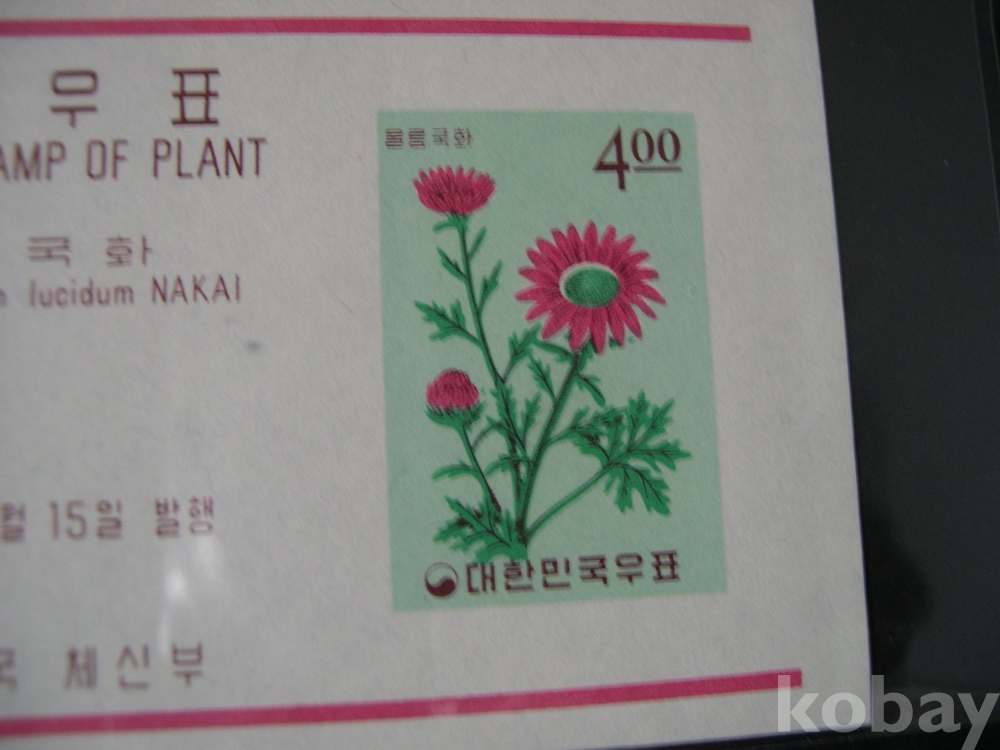 우 표
AMP OF PLANT
국 화
lucidum NAKAI
월 15일 발행
체신부
울릉국화
4.00
대한민국우표
kobay